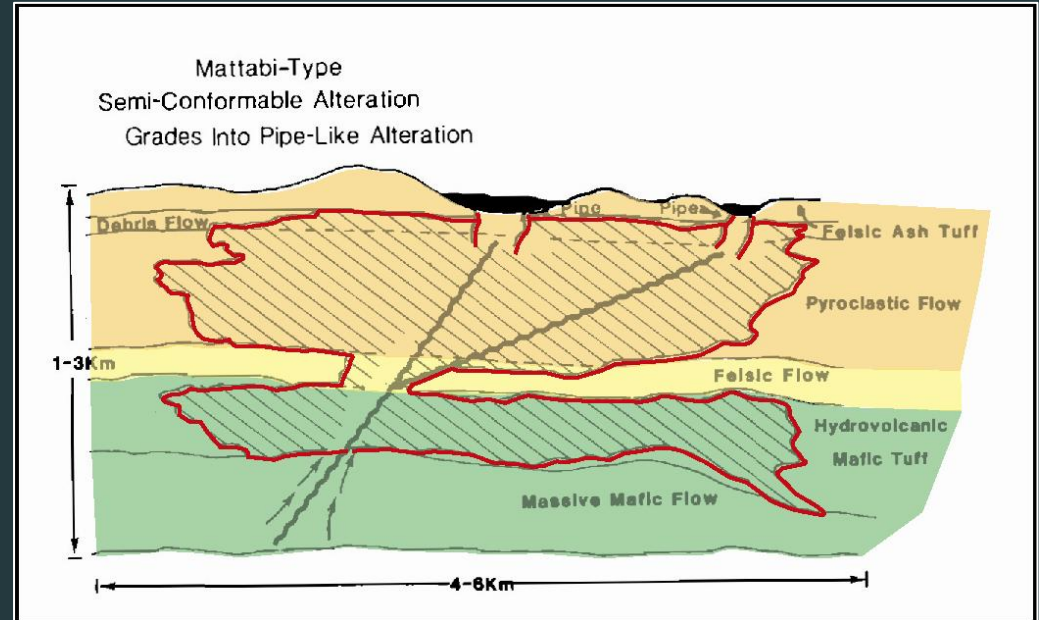 Mattabi-Type
Semi-Conformable Alteration
Grades Into Pipe-Like Alteration
Debris Flow
Pipe
Pipe
Felsic Ash Tuff
Pyroclastic Flow
1-3Km
Felsic Flow
Hydrovolcanic
Mafic Tuff
Massive Mafic Flow
4-6Km